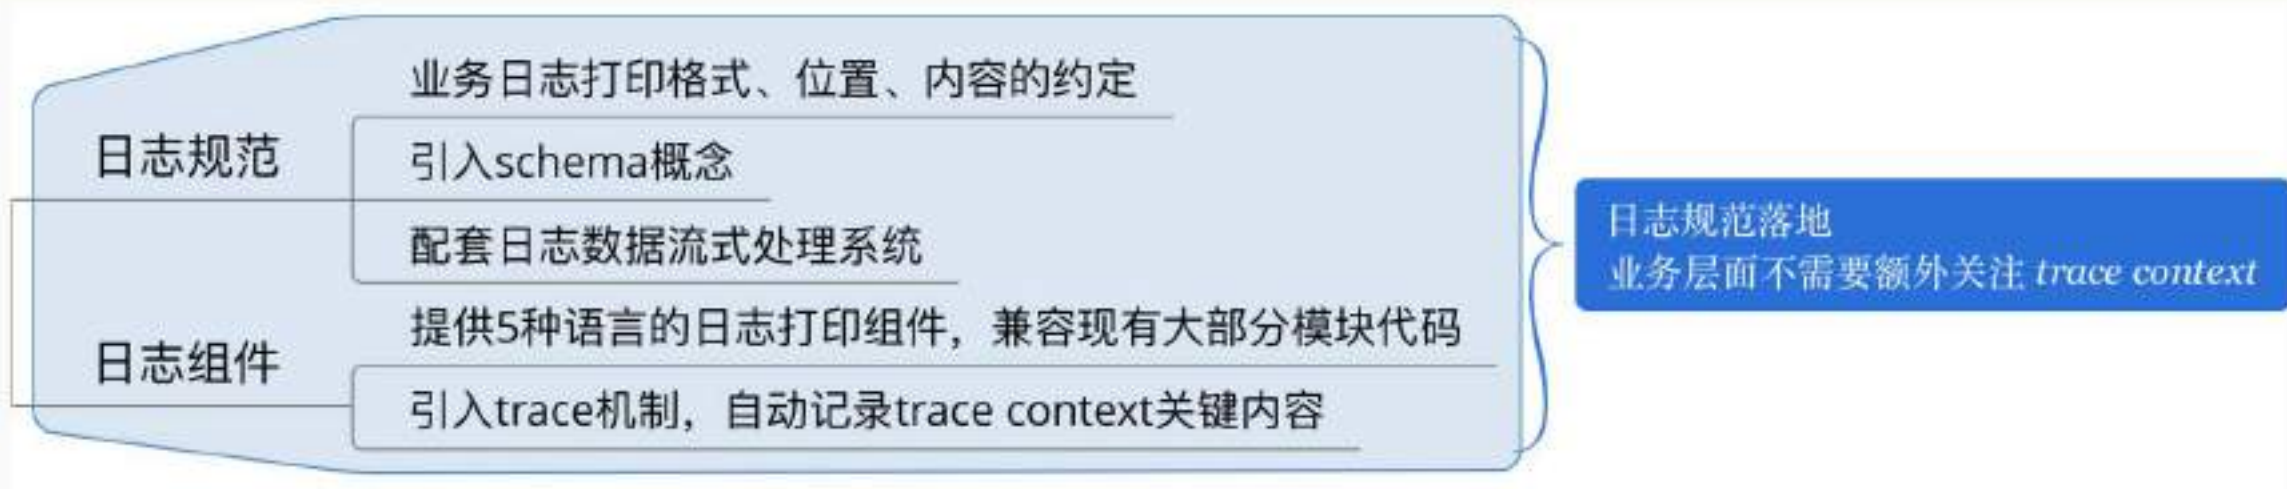 日志规范
业务日志打印格式、位置、内容的约定
引入schema概念
配套日志数据流式处理系统
日志组件
提供5种语言的日志打印组件，兼容现有大部分模块代码
引入trace机制，自动记录trace context关键内容
日志规范落地
业务层面不需要额外关注 trace context